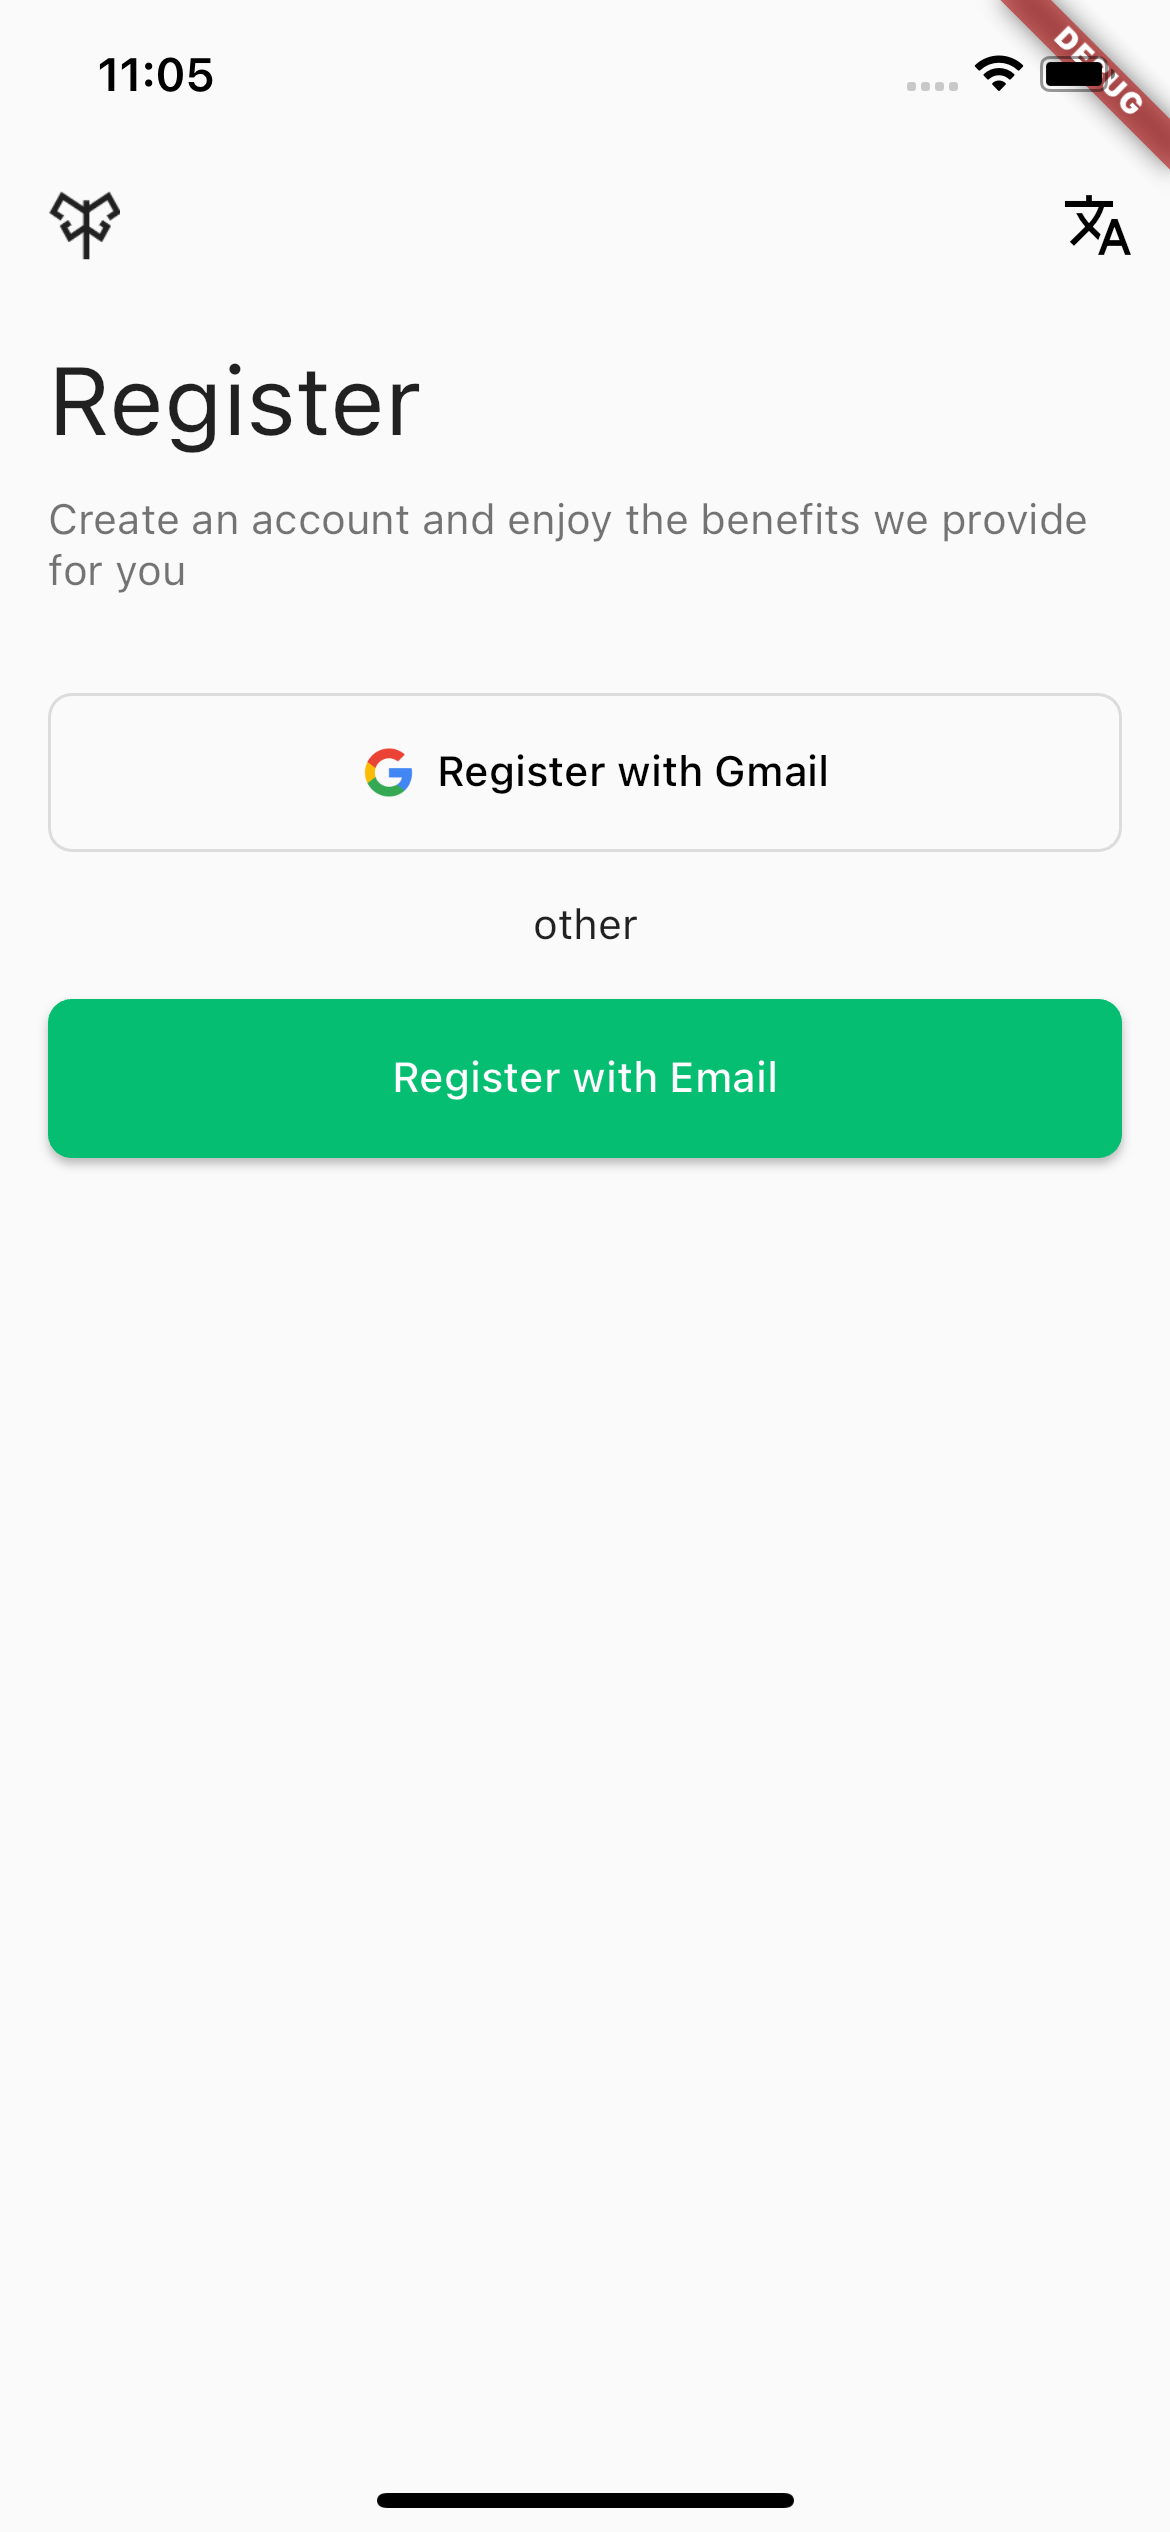 11:05
DEBUG
Register
Create an account and enjoy the benefits we provide
for you
Register with Gmail
other
Register with Email